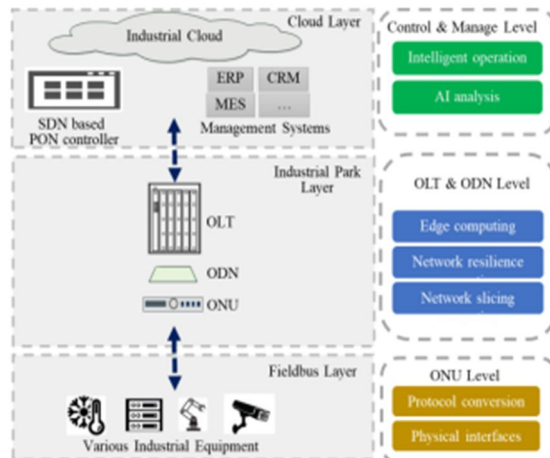 Cloud Layer
Industrial Cloud
ERP
CRM
MES
...
SDN based
PON controller
Management Systems
Control & Manage Level
Intelligent operation
AI analysis
Industrial Park
Layer
OLT
ODN
ONU
OLT & ODN Level
Edge computing
Network resilience
Network slicing
Fieldbus Layer
Various Industrial Equipment
ONU Level
Protocol conversion
Physical interfaces